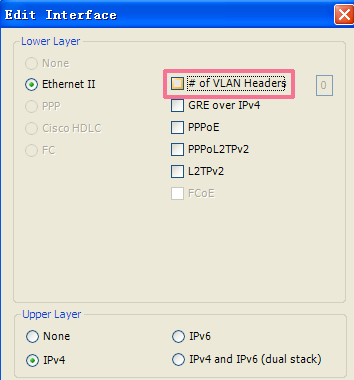 Edit Interface
Lower Layer
None
Ethernet II
# of VLAN Headers
0
PPP
GRE over IPv4
Cisco HDLC
PPPoE
FC
PPPoL2TPv2
L2TPv2
FCoE
Upper Layer
None
IPv6
IPv4
IPv4 and IPv6 (dual stack)